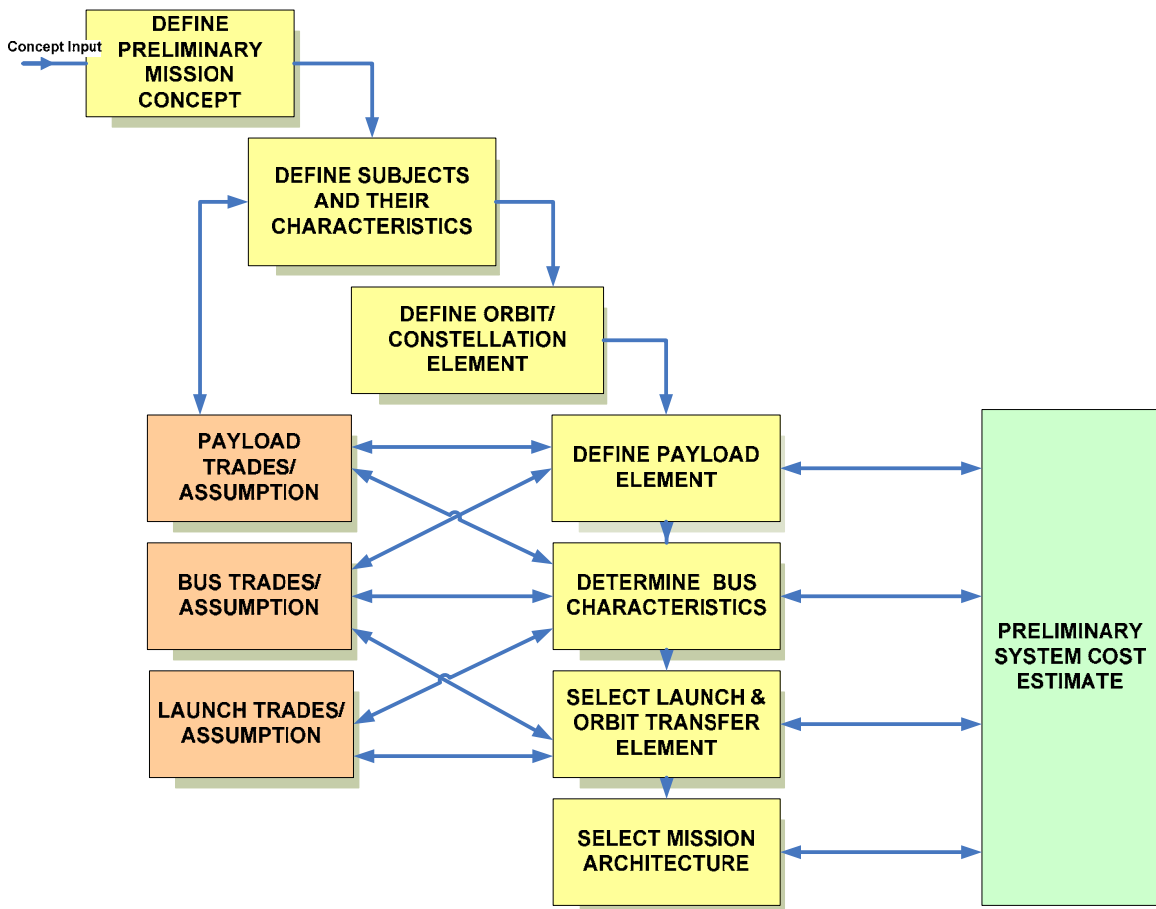 Concept Input
DEFINE
PRELIMINARY
MISSION
CONCEPT
DEFINE SUBJECTS
AND THEIR
CHARACTERISTICS
DEFINE ORBIT/
CONSTELLATION
ELEMENT
PAYLOAD
TRADES/
ASSUMPTION
DEFINE PAYLOAD
ELEMENT
BUS TRADES/
ASSUMPTION
DETERMINE BUS
CHARACTERISTICS
PRELIMINARY
SYSTEM COST
ESTIMATE
LAUNCH TRADES/
ASSUMPTION
SELECT LAUNCH &
ORBIT TRANSFER
ELEMENT
SELECT MISSION
ARCHITECTURE